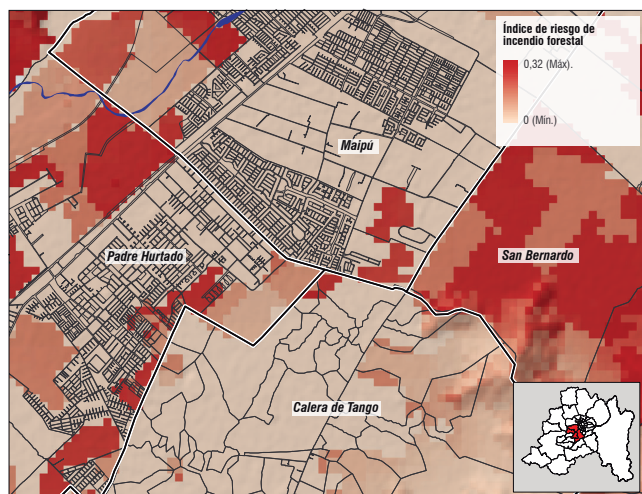 Índice de riesgo de
incendio forestal
0,32 (Máx).
0 (Mín.)
Maipú
Padre Hurtado
San Bernardo
Calera de Tango